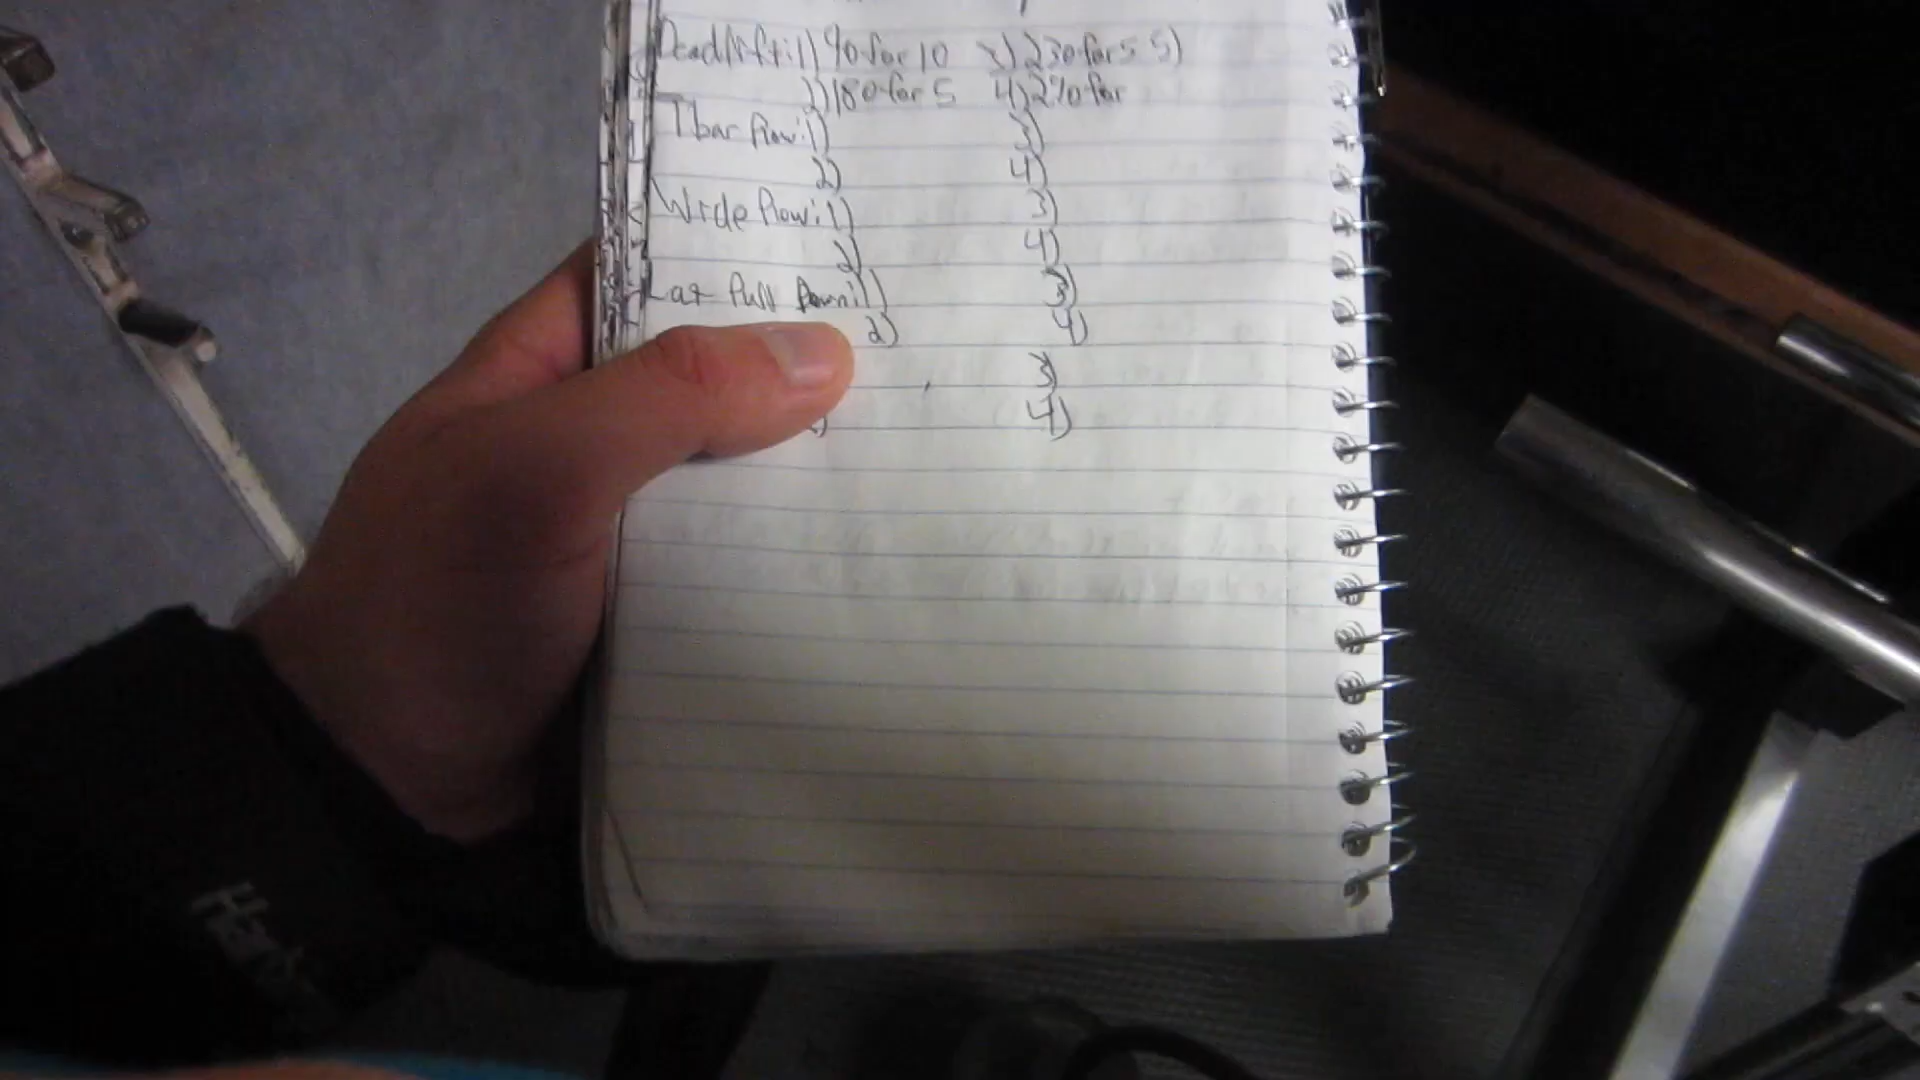 Deadlift: 1) 90 for 10 3) 230 for 5 5)
2) 180 for 5 4) 270 for
Tbar Row: 1) 3)
2) 4)
Wide Row: 1) 3)
2) 4)
Lat Pull Down: 1) 3)
2) 4)
3)
4)